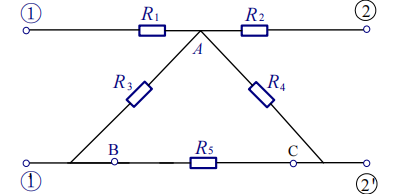 ① R1 R2 ②
A
R3 R4
B R5 C
①' ②'